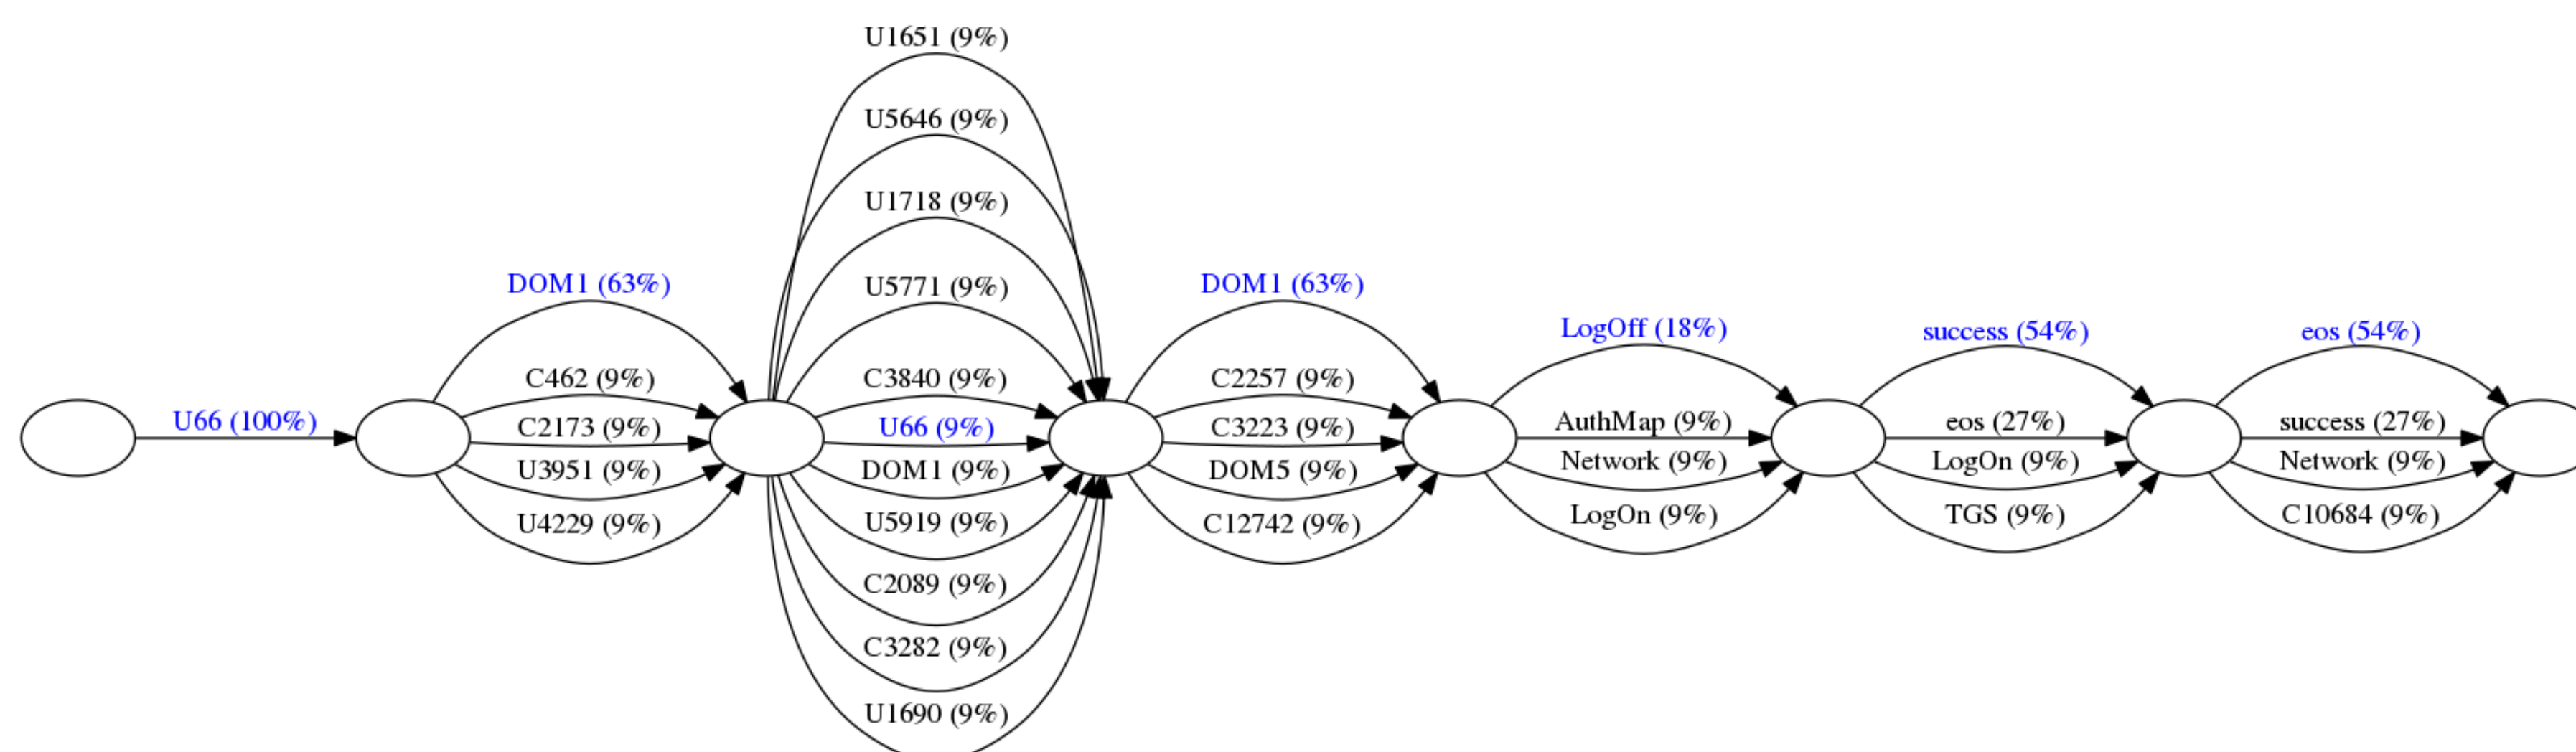 U66 (100%)
DOM1 (63%)
C462 (9%)
C2173 (9%)
U3951 (9%)
U4229 (9%)
U1651 (9%)
U5646 (9%)
U1718 (9%)
U5771 (9%)
C3840 (9%)
U66 (9%)
DOM1 (9%)
U5919 (9%)
C2089 (9%)
C3282 (9%)
U1690 (9%)
DOM1 (63%)
C2257 (9%)
C3223 (9%)
DOM5 (9%)
C12742 (9%)
LogOff (18%)
AuthMap (9%)
Network (9%)
LogOn (9%)
success (54%)
eos (27%)
LogOn (9%)
TGS (9%)
eos (54%)
success (27%)
Network (9%)
C10684 (9%)